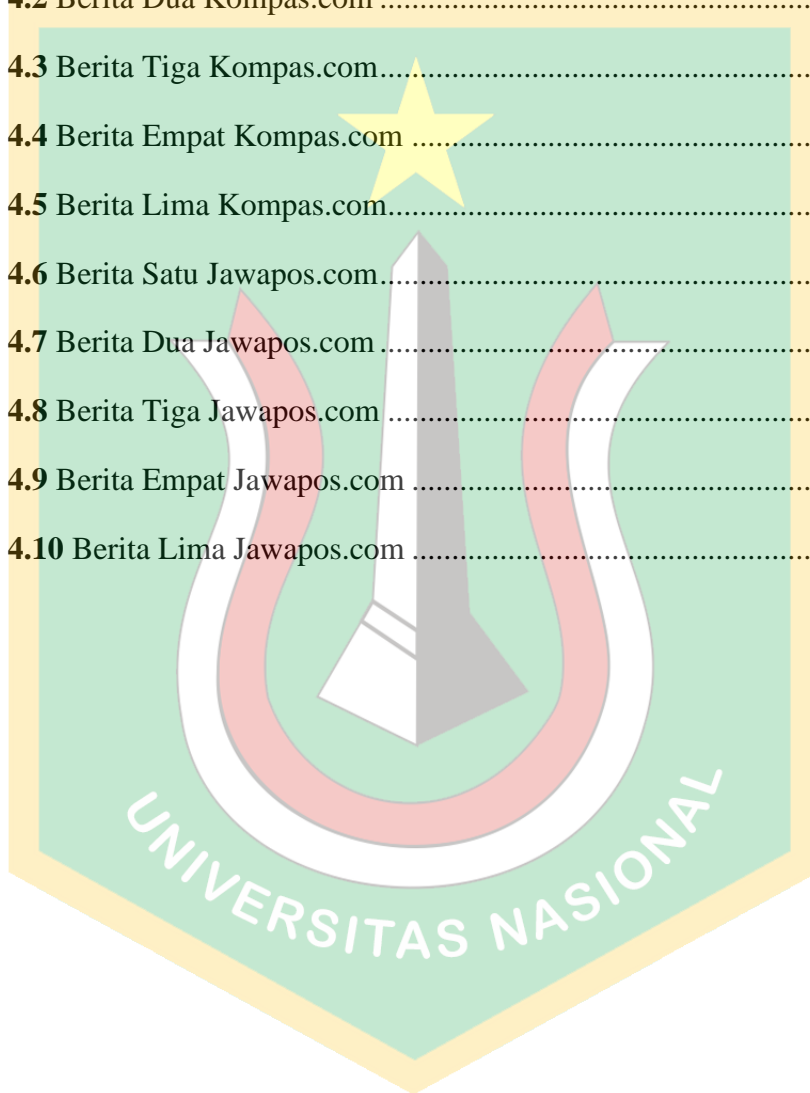 4.2 Berita Dua Kompas.com ........................................................
4.3 Berita Tiga Kompas.com........................................................
4.4 Berita Empat Kompas.com ....................................................
4.5 Berita Lima Kompas.com.......................................................
4.6 Berita Satu Jawapos.com........................................................
4.7 Berita Dua Jawapos.com ........................................................
4.8 Berita Tiga Jawapos.com .......................................................
4.9 Berita Empat Jawapos.com ....................................................
4.10 Berita Lima Jawapos.com ....................................................
UNIVERSITAS NASIONAL